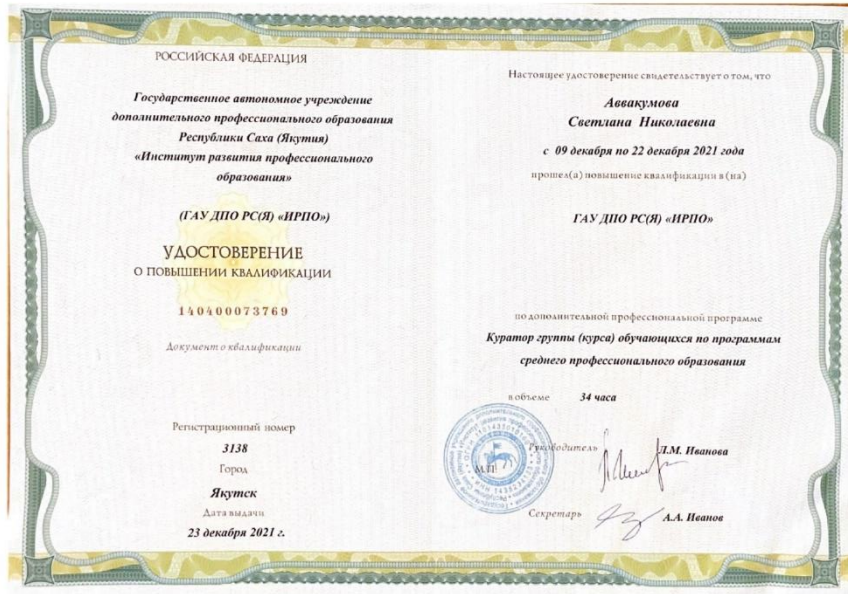 РОССИЙСКАЯ ФЕДЕРАЦИЯ
Государственное автономное учреждение
дополнительного профессионального образования
Республики Саха (Якутия)
«Институт развития профессионального
образования»
(ГАУ ДПО РС(Я) «ИРПО»)
УДОСТОВЕРЕНИЕ
О ПОВЫШЕНИИ КВАЛИФИКАЦИИ
140400073769
Документ о квалификации
Регистрационный номер
3138
Город
Якутск
Дата выдачи
23 декабря 2021 г.
Настоящее удостоверение свидетельствует о том, что
Аввакумова
Светлана Николаевна
с 09 декабря по 22 декабря 2021 года
прошел(а) повышение квалификации в (на)
ГАУ ДПО РС(Я) «ИРПО»
по дополнительной профессиональной программе
Куратор группы (курса) обучающихся по программам
среднего профессионального образования
в объеме 34 часа
Руководитель Л.М. Иванова
М.П.
Секретарь А.А. Иванов